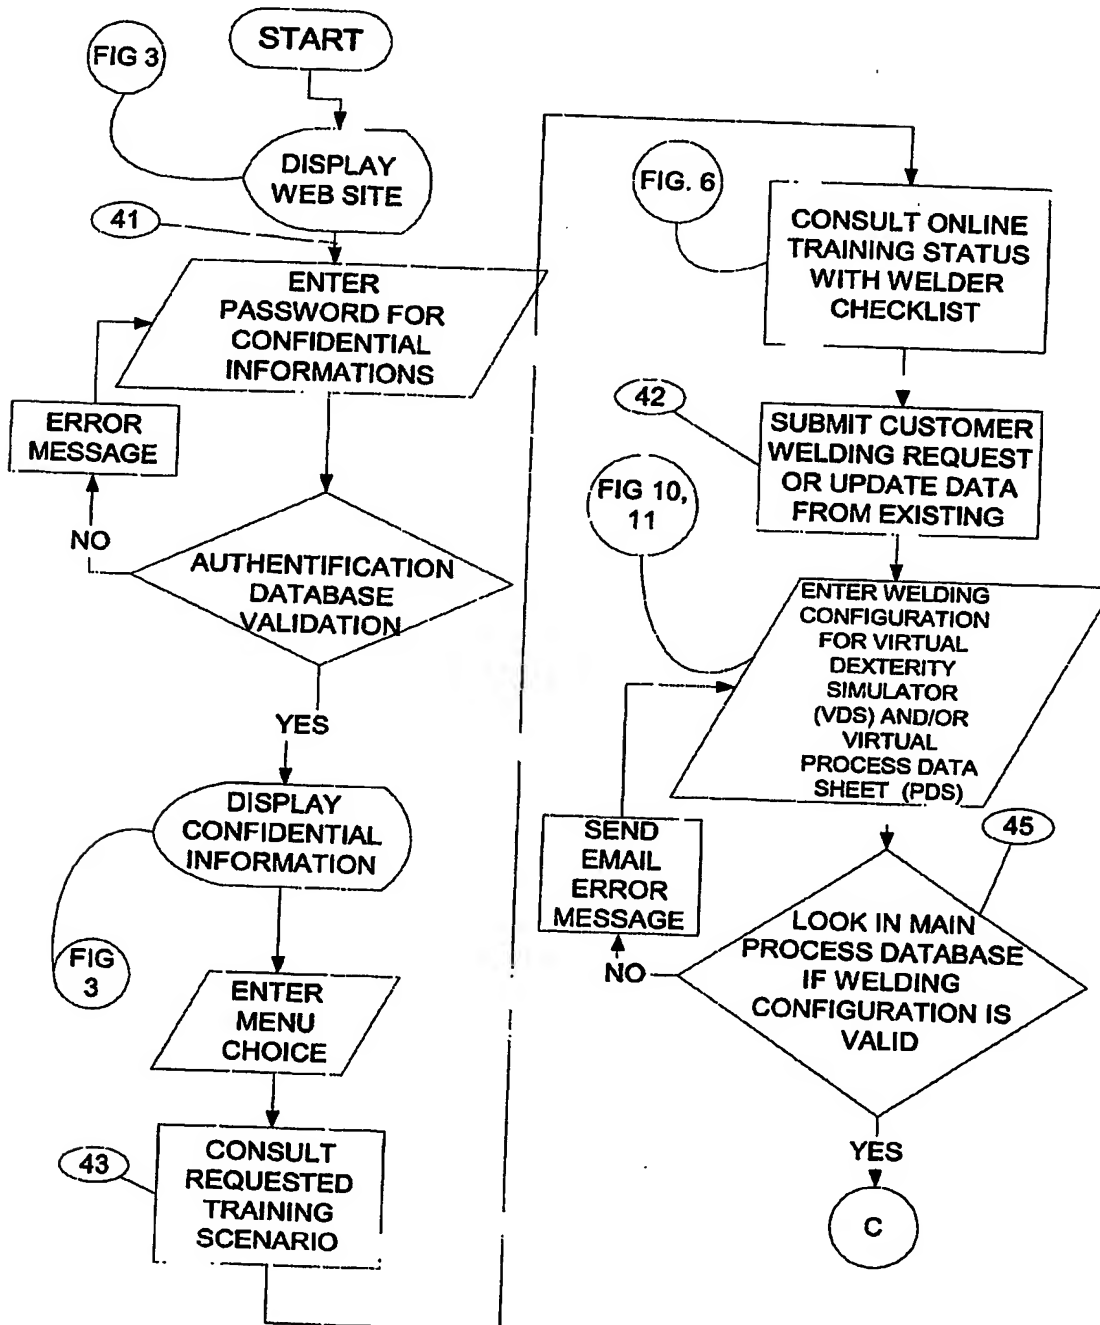 START
FIG 3
DISPLAY
WEB SITE
41
ENTER
PASSWORD FOR
CONFIDENTIAL
INFORMATIONS
ERROR
MESSAGE
NO
AUTHENTIFICATION
DATABASE
VALIDATION
YES
DISPLAY
CONFIDENTIAL
INFORMATION
FIG
3
ENTER
MENU
CHOICE
43
CONSULT
REQUESTED
TRAINING
SCENARIO
FIG. 6
CONSULT ONLINE
TRAINING STATUS
WITH WELDER
CHECKLIST
42
SUBMIT CUSTOMER
WELDING REQUEST
OR UPDATE DATA
FROM EXISTING
FIG 10,
11
ENTER WELDING
CONFIGURATION
FOR VIRTUAL
DEXTERITY
SIMULATOR
(VDS) AND/OR
VIRTUAL
PROCESS DATA
SHEET (PDS)
SEND
EMAIL
ERROR
MESSAGE
45
NO
LOOK IN MAIN
PROCESS DATABASE
IF WELDING
CONFIGURATION IS
VALID
YES
C